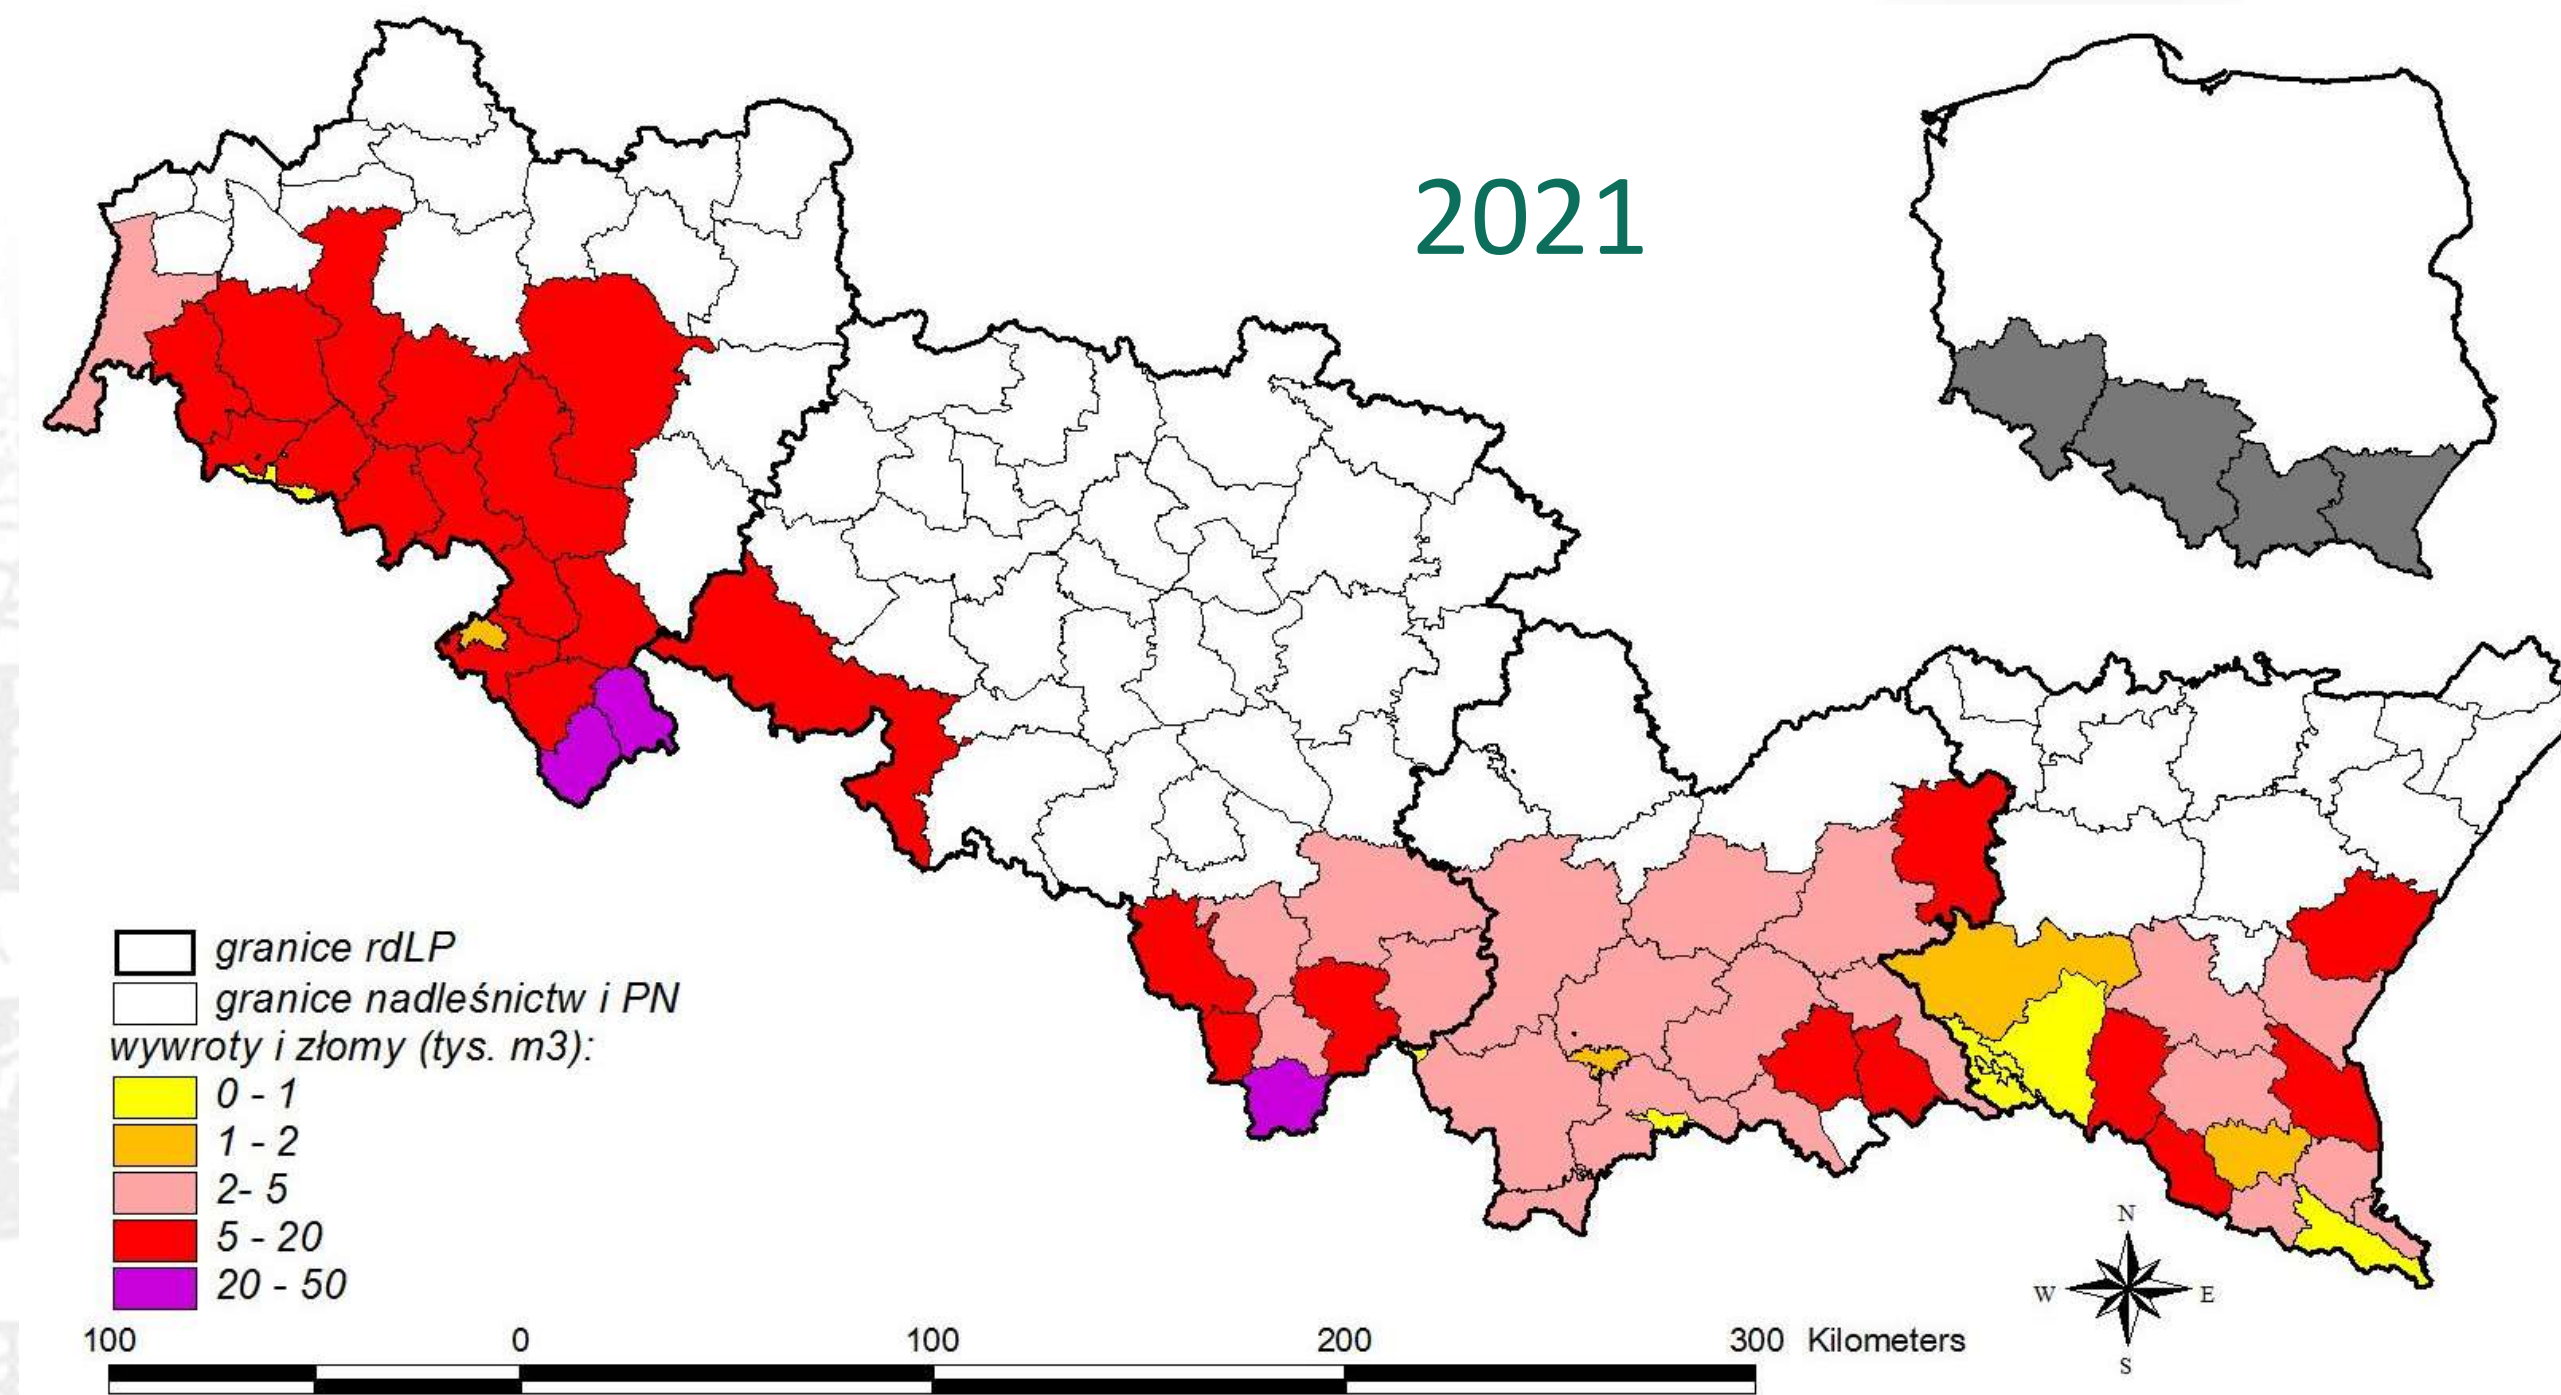 2021
granice rdLP
granice nadleśnictw i PN
wywroty i złomy (tys. m3):
0 - 1
1 - 2
2- 5
5 - 20
20 - 50
100 0 100 200 300 Kilometers
N
W E
S